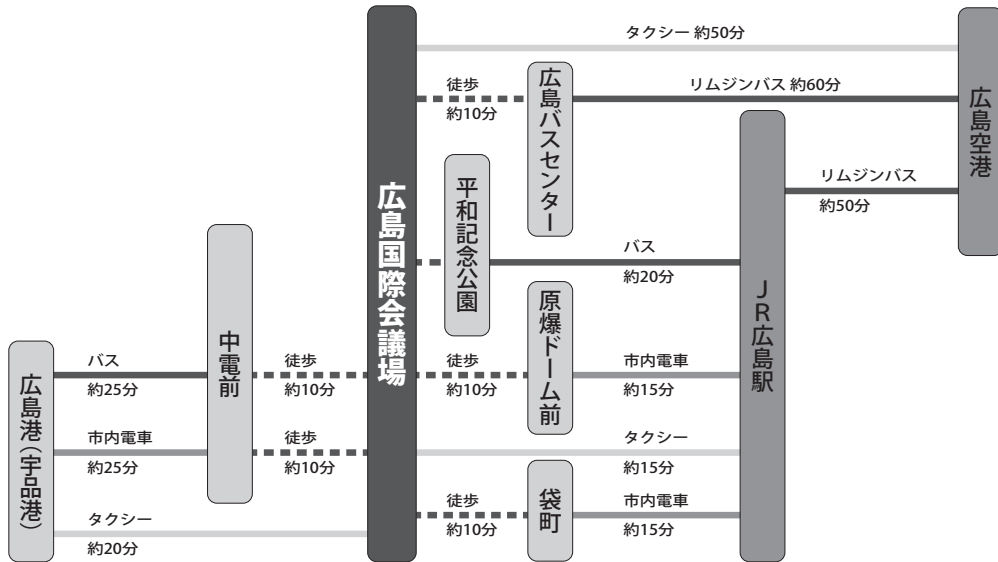 タクシー 約50分
徒歩
約10分
広島バスセンター
リムジンバス 約60分
広島空港
リムジンバス
約50分
広島国際会議場
平和記念公園
バス
約20分
JR広島駅
原爆ドーム前
広島港(宇品港)
バス
約25分
中電前
徒歩
約10分
徒歩
約10分
市内電車
約15分
市内電車
約25分
徒歩
約10分
タクシー
約15分
タクシー
約20分
徒歩
約10分
袋町
市内電車
約15分